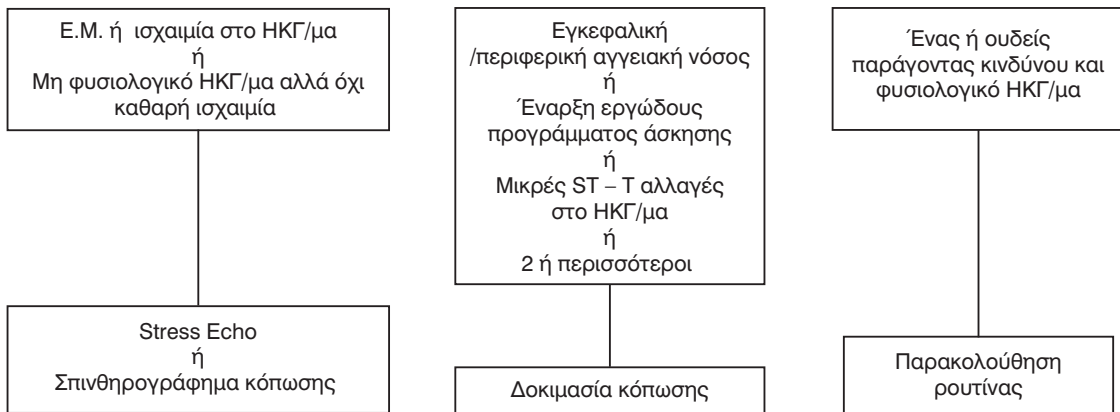 Ε.Μ. ή ισχαιμία στο ΗΚΓ/μα
ή
Μη φυσιολογικό ΗΚΓ/μα αλλά όχι
καθαρή ισχαιμία
Stress Echo
ή
Σπινθηρογράφημα κόπωσης
Εγκεφαλική
/περιφερική αγγειακή νόσος
ή
Έναρξη εργώδους
προγράμματος άσκησης
ή
Μικρές ST – T αλλαγές
στο ΗΚΓ/μα
ή
2 ή περισσότεροι
Δοκιμασία κόπωσης
Ένας ή ουδείς
παράγοντας κινδύνου και
φυσιολογικό ΗΚΓ/μα
Παρακολούθηση
ρουτίνας